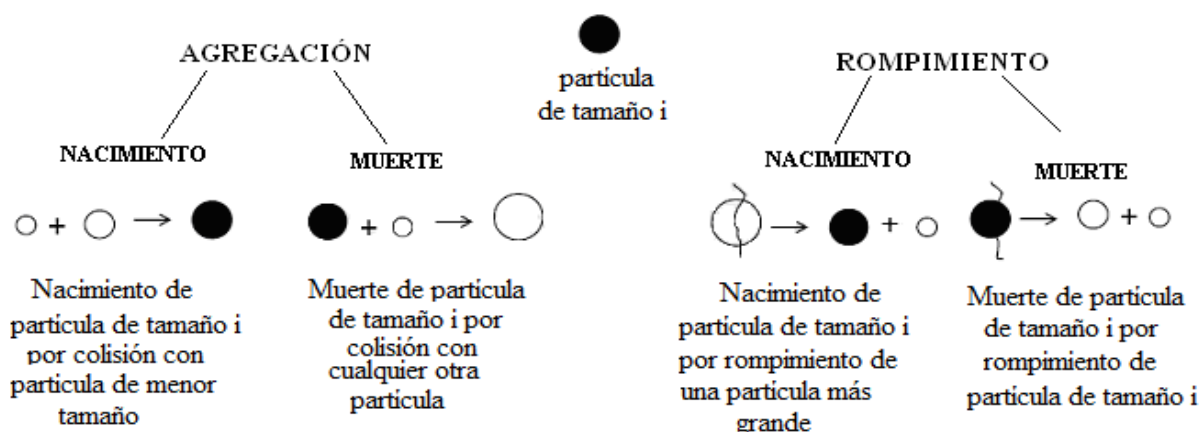 AGREGACIÓN
NACIMIENTO
MUERTE
+
+
Nacimiento de
partícula de tamaño i
por colisión con
particula de menor
tamaño
Muerte de partícula
de tamaño i por
colisión con
cualquier otra
partícula
partícula
de tamaño i
ROMPIMIENTO
NACIMIENTO
MUERTE
+
+
Nacimiento de
partícula de tamaño i
por rompimiento de
una partícula más
grande
Muerte de partícula
de tamaño i por
rompimiento de
partícula de tamaño i